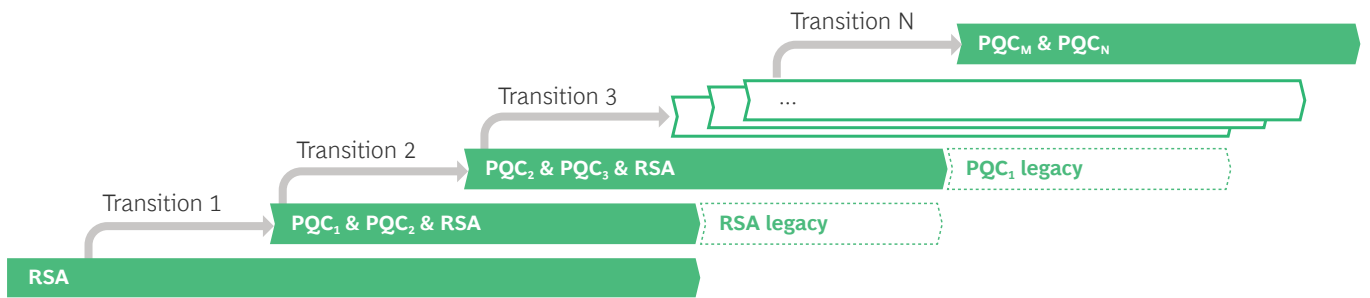 Transition N
PQCM & PQCN
Transition 3
...
Transition 2
PQC2 & PQC3 & RSA
PQC1 legacy
Transition 1
PQC1 & PQC2 & RSA
RSA legacy
RSA